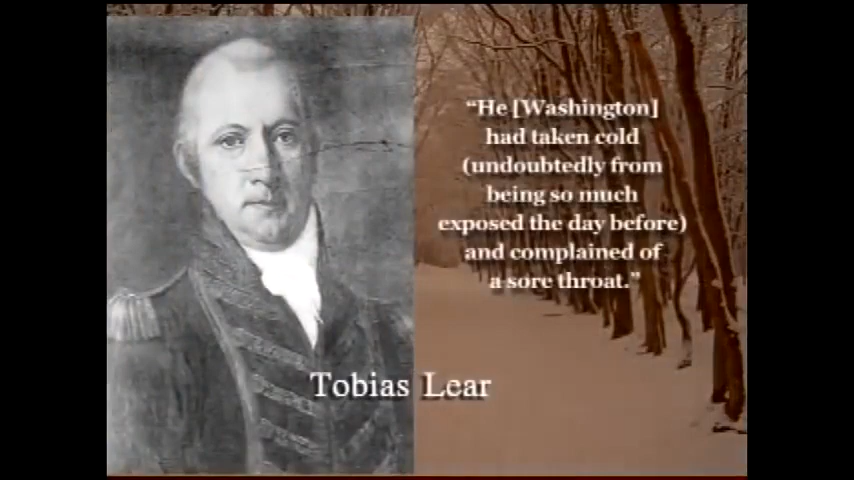 “He [Washington]
had taken cold
(undoubtedly from
being so much
exposed the day before)
and complained of
a sore throat.”
Tobias Lear